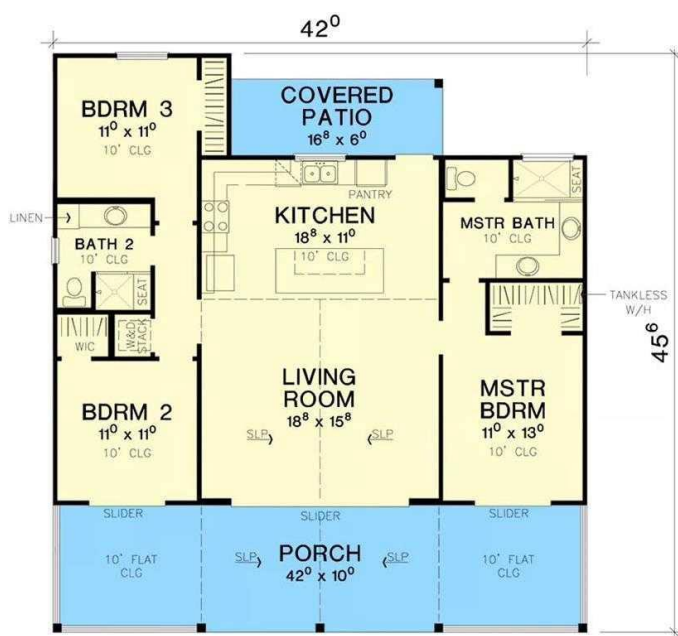 42⁰
COVERED
PATIO
16⁸ x 6⁰
BDRM 3
11⁰ x 11⁰
10' CLG
PANTRY
KITCHEN
18⁸ x 11⁰
10' CLG
SEAT
MSTR BATH
10' CLG
LINEN
BATH 2
10' CLG
SEAT
TANKLESS
W/H
45⁶
WIC
W&D
STACK
LIVING
ROOM
18⁸ x 15⁸
SLP
SLP
MSTR
BDRM
11⁰ x 13⁰
10' CLG
BDRM 2
11⁰ x 11⁰
10' CLG
SLIDER
SLIDER
SLIDER
10' FLAT
CLG
SLP
PORCH
42⁰ x 10⁰
SLP
10' FLAT
CLG